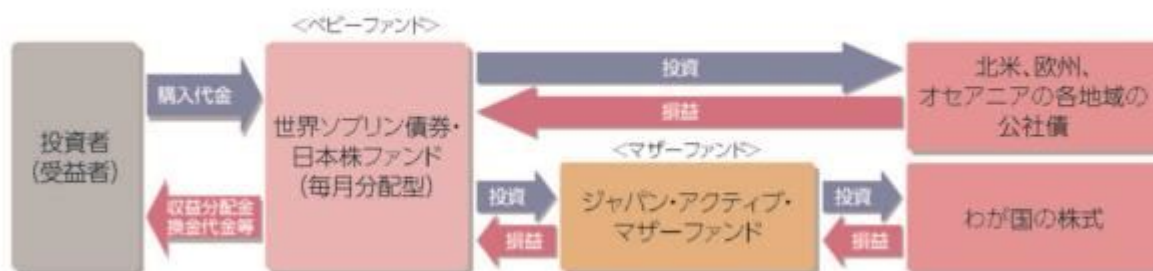 <ベビーファンド>
投資者
(受益者)
購入代金
収益分配金
換金代金等
世界ソブリン債券・
日本株ファンド
(毎月分配型)
投資
損益
北米、欧州、
オセアニアの各地域の
公社債
<マザーファンド>
投資
損益
ジャパン・アクティブ・
マザーファンド
投資
損益
わが国の株式